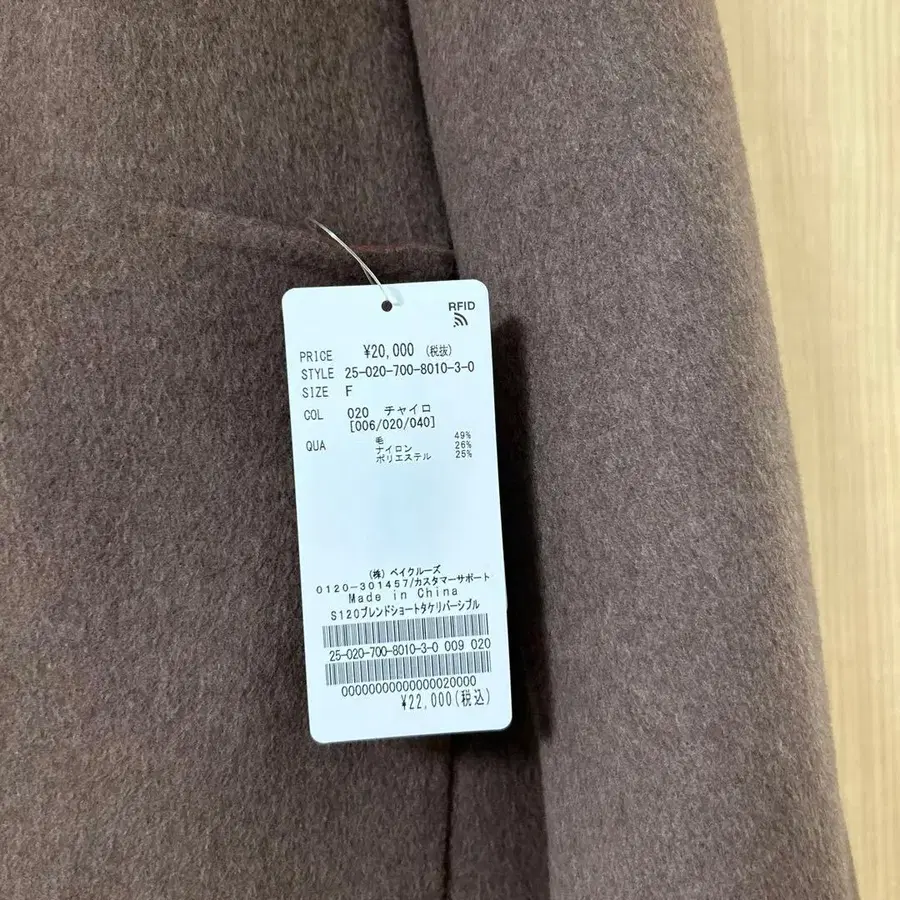 RFID
PRICE ¥20,000 (税抜)
STYLE 25-020-700-8010-3-0
SIZE F
COL 020 チャイロ
[006/020/040]
QUA 毛 49%
ナイロン 26%
ポリエステル 25%
(株) ベイクルーズ
0120-301457/カスタマーサポート
Made in China
S120ブレンドショートタケリバーシブル
25-020-700-8010-3-0 009 020
00000000000000020000
¥22,000(税込)